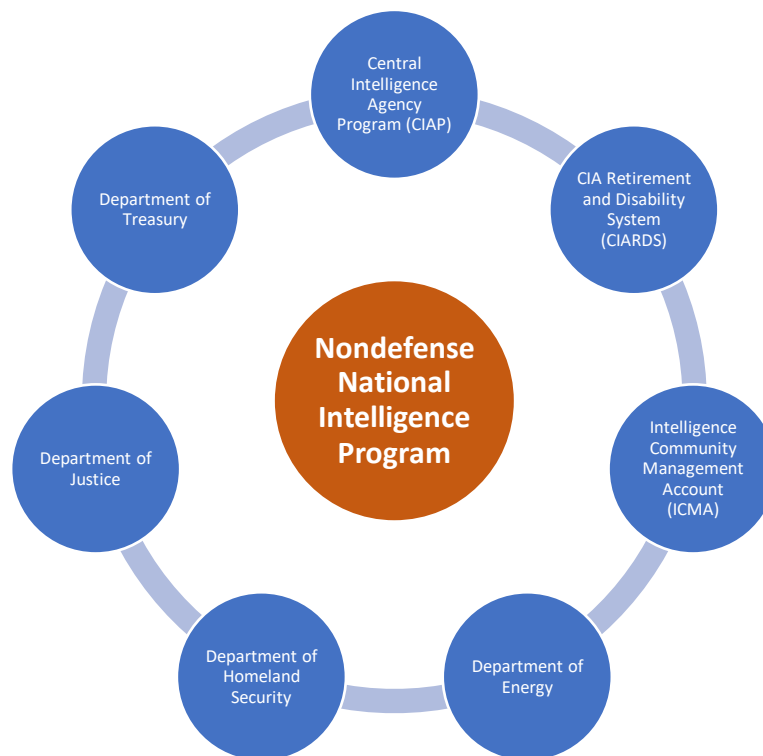 Central
Intelligence
Agency
Program (CIAP)
CIA Retirement
and Disability
System
(CIARDS)
Intelligence
Community
Management
Account
(ICMA)
Department of
Energy
Department of
Homeland
Security
Department of
Justice
Department of
Treasury
Nondefense
National
Intelligence
Program